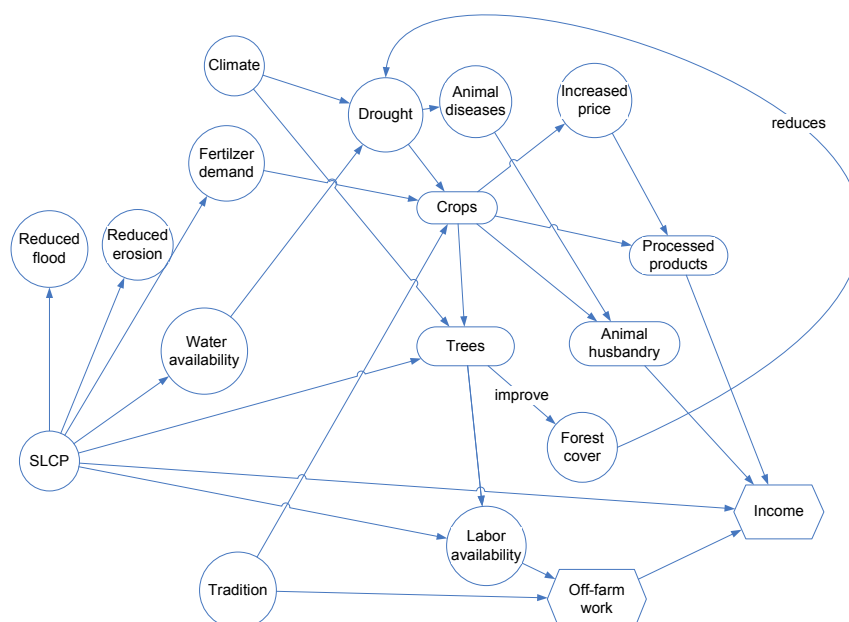 Climate
Drought
Animal
diseases
Increased
price
reduces
Fertilzer
demand
Crops
Reduced
flood
Reduced
erosion
Processed
products
Water
availability
Trees
Animal
husbandry
improve
Forest
cover
SLCP
Income
Labor
availability
Tradition
Off-farm
work